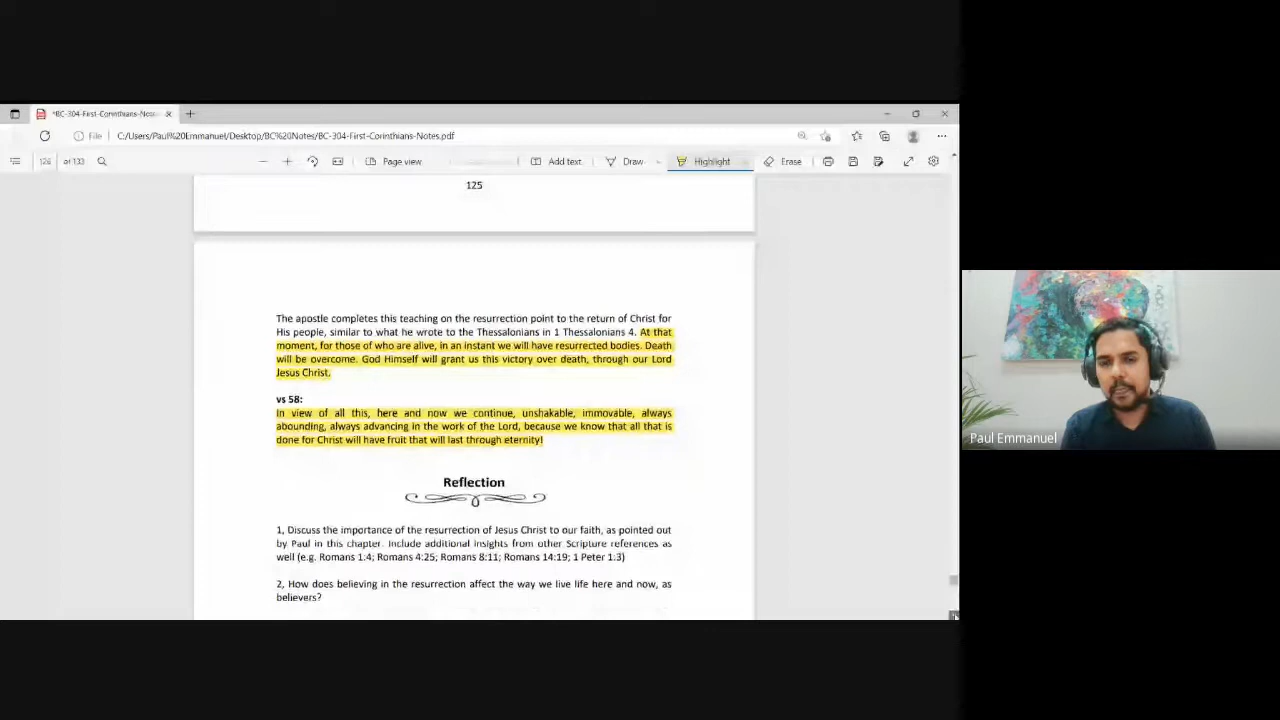 *BC-304-First-Corinthians-Notes
File
C:/Users/Paul%20Emmanuel/Desktop/BC%20Notes/BC-304-First-Corinthians-Notes.pdf
126 of 133
Page view
Add text
Draw
Highlight
Erase
125
The apostle completes this teaching on the resurrection point to the return of Christ for
His people, similar to what he wrote to the Thessalonians in 1 Thessalonians 4. At that
moment, for those of who are alive, in an instant we will have resurrected bodies. Death
will be overcome. God Himself will grant us this victory over death, through our Lord
Jesus Christ.
vs 58:
In view of all this, here and now we continue, unshakable, immovable, always
abounding, always advancing in the work of the Lord, because we know that all that is
done for Christ will have fruit that will last through eternity!
Reflection
1, Discuss the importance of the resurrection of Jesus Christ to our faith, as pointed out
by Paul in this chapter. Include additional insights from other Scripture references as
well (e.g. Romans 1:4; Romans 4:25; Romans 8:11; Romans 14:19; 1 Peter 1:3)
2, How does believing in the resurrection affect the way we live life here and now, as
believers?
Paul Emmanuel